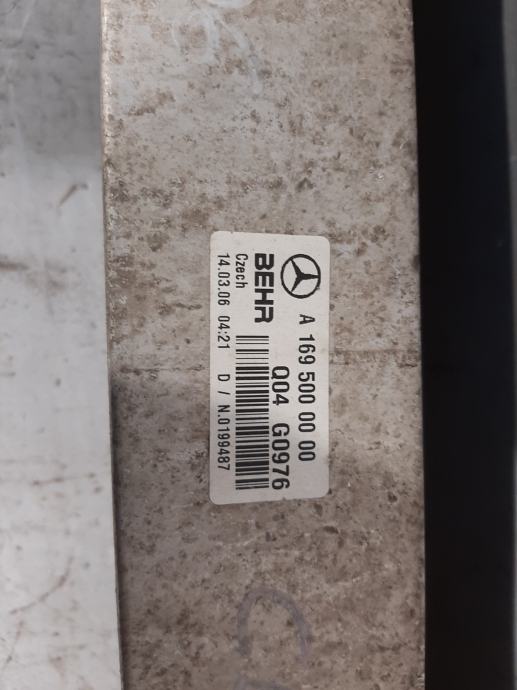 A 169 500 00 00
Q04 G0976
BEHR
Czech
14.03.06 04:21 D / N.0199487